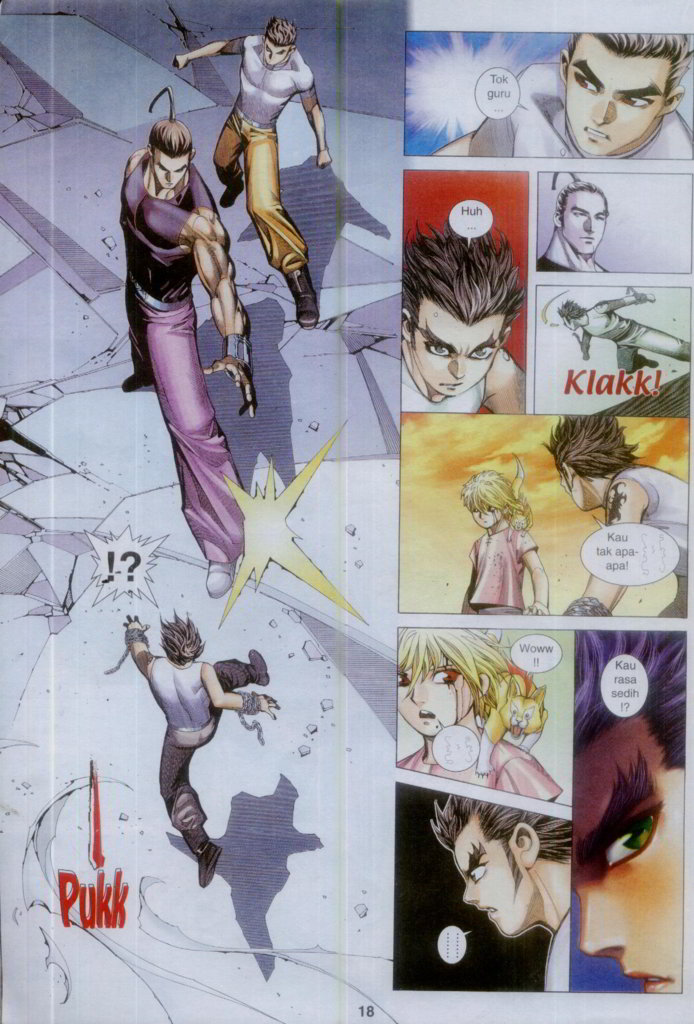 !?
Pukk
Tok
guru
...
Huh
...
Klakk!
Kau
tak apa-
apa!
Woww
!!
Kau
rasa
sedih
!?
18